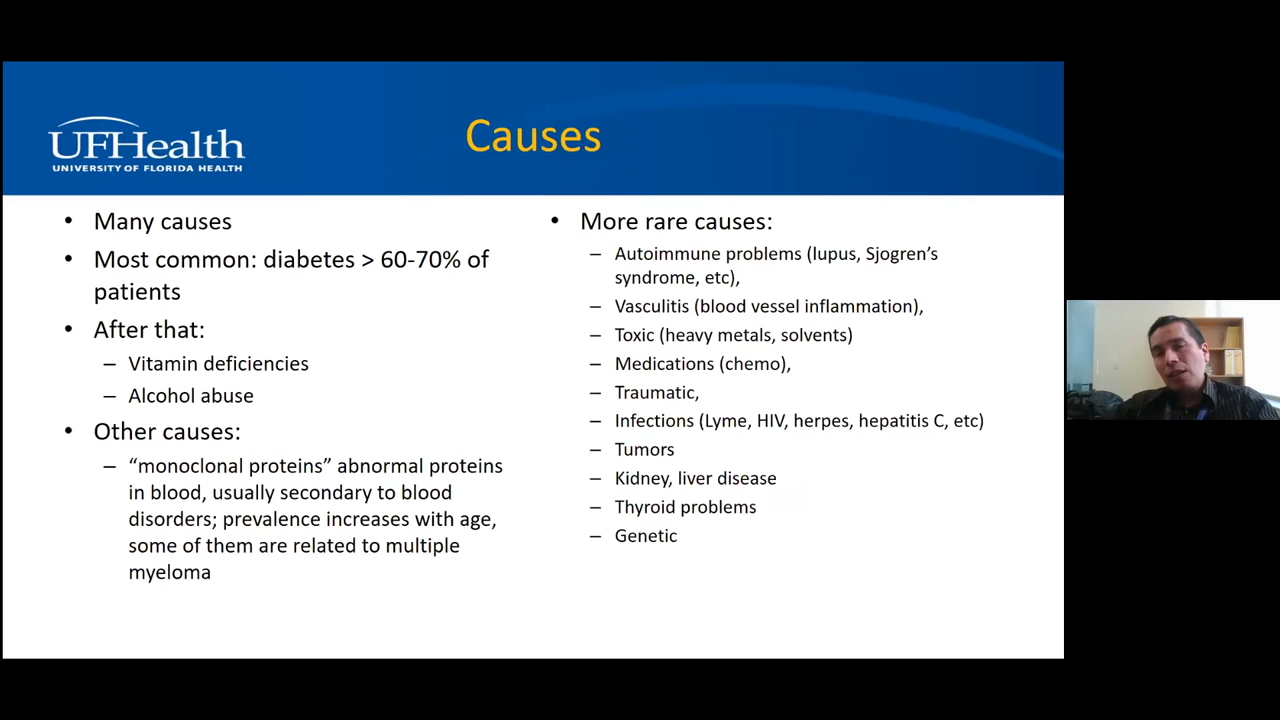 UFHealth
UNIVERSITY OF FLORIDA HEALTH
Causes
• Many causes
• Most common: diabetes > 60-70% of
patients
• After that:
– Vitamin deficiencies
– Alcohol abuse
• Other causes:
– “monoclonal proteins” abnormal proteins
in blood, usually secondary to blood
disorders; prevalence increases with age,
some of them are related to multiple
myeloma
• More rare causes:
– Autoimmune problems (lupus, Sjogren’s
syndrome, etc),
– Vasculitis (blood vessel inflammation),
– Toxic (heavy metals, solvents)
– Medications (chemo),
– Traumatic,
– Infections (Lyme, HIV, herpes, hepatitis C, etc)
– Tumors
– Kidney, liver disease
– Thyroid problems
– Genetic